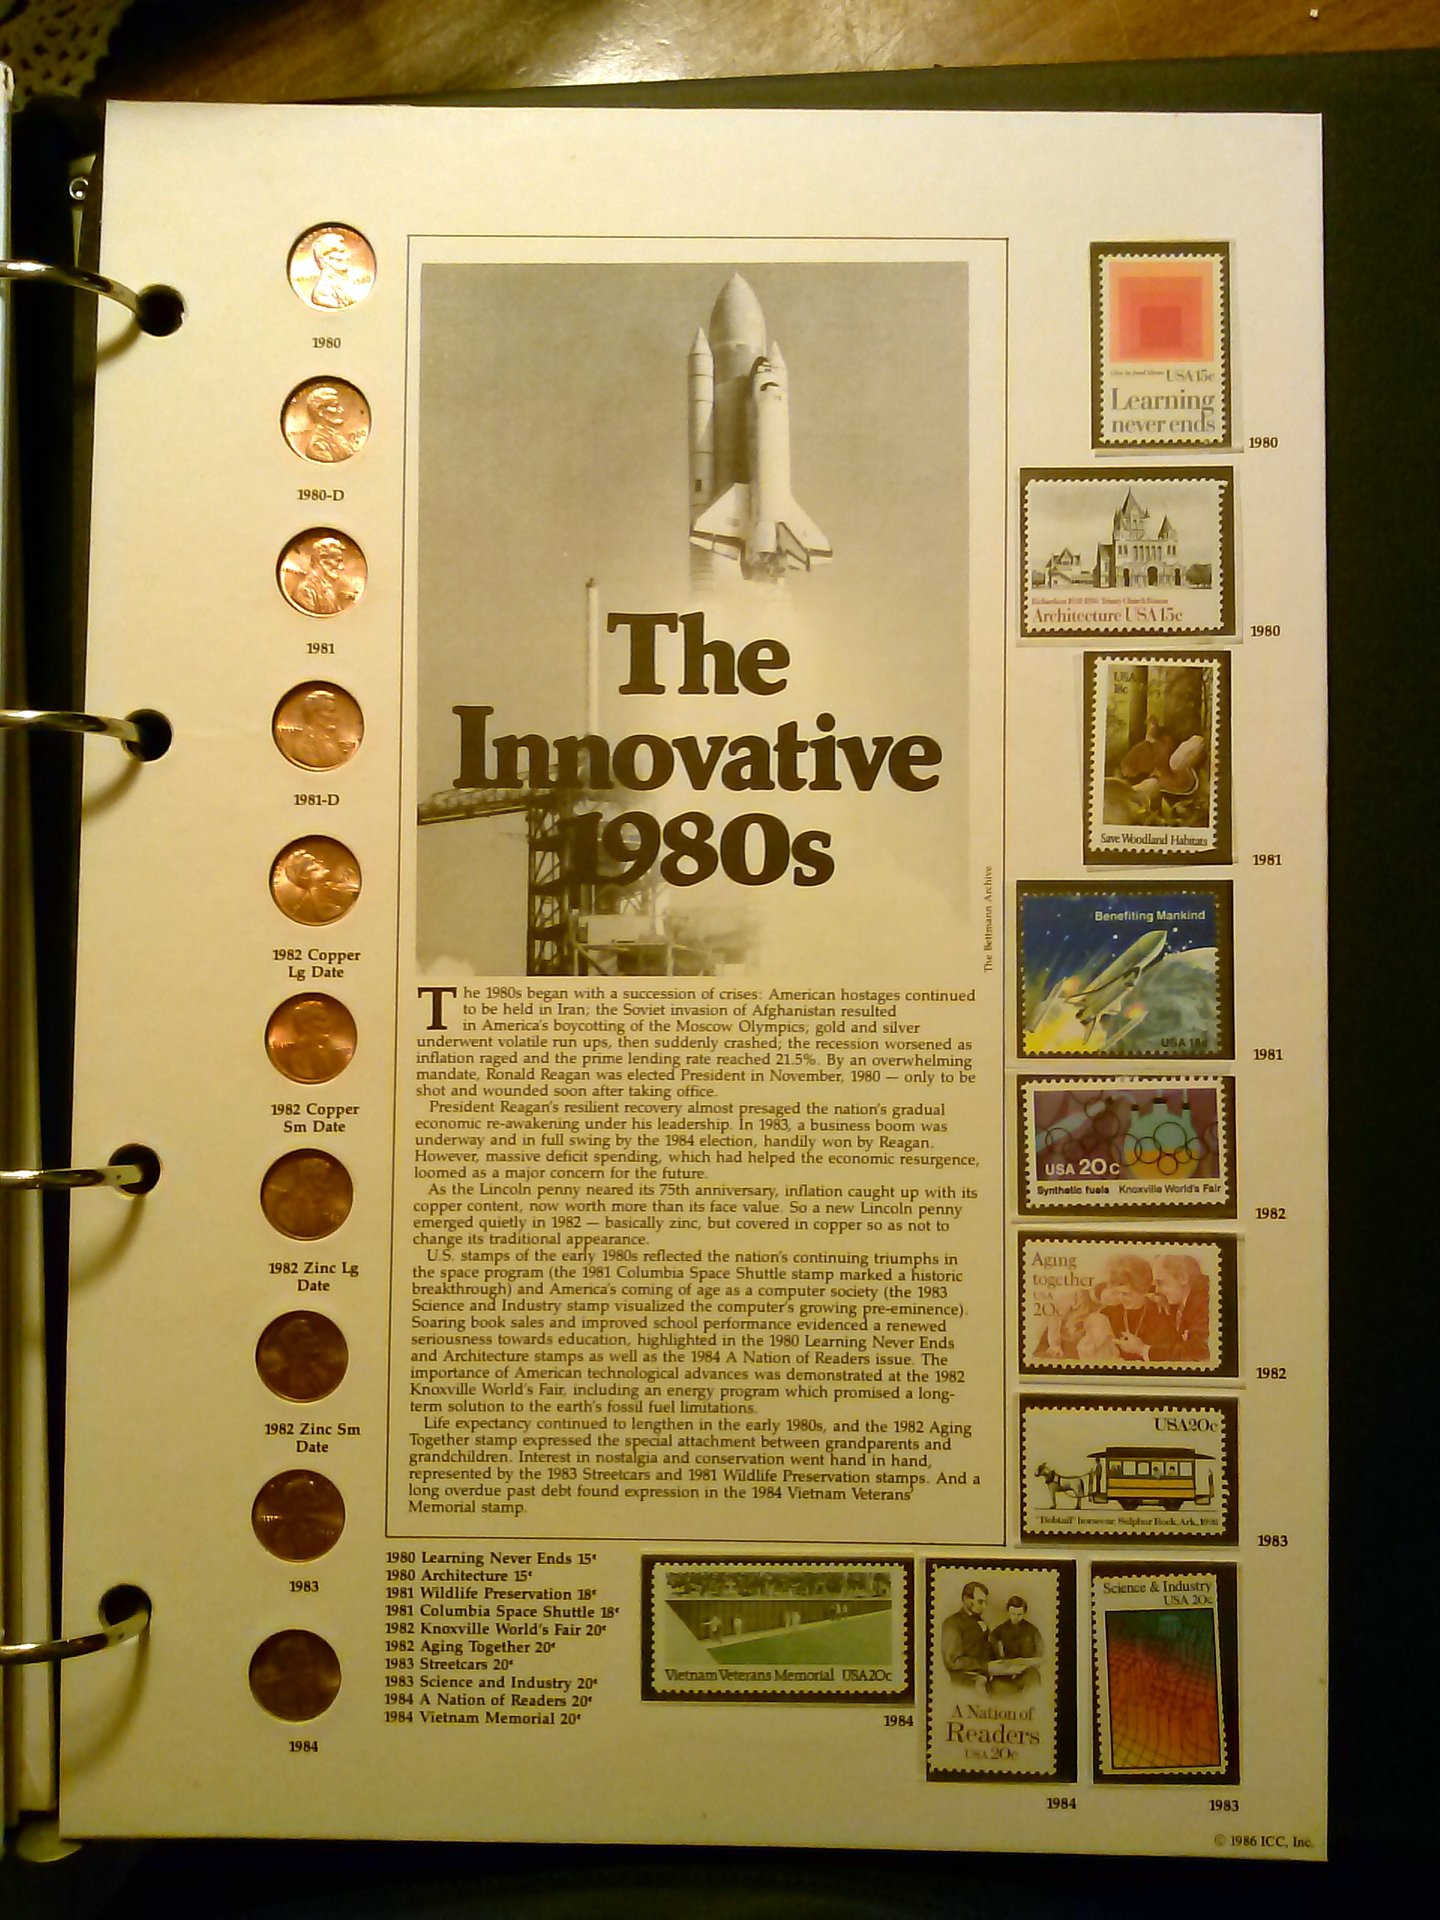 1980
1980-D
1981
1981-D
1982 Copper
Lg Date
1982 Copper
Sm Date
1982 Zinc Lg
Date
1982 Zinc Sm
Date
1983
1984
The
Innovative
1980s
The Bettmann Archive
The 1980s began with a succession of crises: American hostages continued
to be held in Iran; the Soviet invasion of Afghanistan resulted
in America's boycotting of the Moscow Olympics; gold and silver
underwent volatile run ups, then suddenly crashed; the recession worsened as
inflation raged and the prime lending rate reached 21.5%. By an overwhelming
mandate, Ronald Reagan was elected President in November, 1980 — only to be
shot and wounded soon after taking office.
President Reagan's resilient recovery almost presaged the nation's gradual
economic re-awakening under his leadership. In 1983, a business boom was
underway and in full swing by the 1984 election, handily won by Reagan.
However, massive deficit spending, which had helped the economic resurgence,
loomed as a major concern for the future.
As the Lincoln penny neared its 75th anniversary, inflation caught up with its
copper content, now worth more than its face value. So a new Lincoln penny
emerged quietly in 1982 — basically zinc, but covered in copper so as not to
change its traditional appearance.
U.S. stamps of the early 1980s reflected the nation's continuing triumphs in
the space program (the 1981 Columbia Space Shuttle stamp marked a historic
breakthrough) and America's coming of age as a computer society (the 1983
Science and Industry stamp visualized the computer's growing pre-eminence).
Soaring book sales and improved school performance evidenced a renewed
seriousness towards education, highlighted in the 1980 Learning Never Ends
and Architecture stamps as well as the 1984 A Nation of Readers issue. The
importance of American technological advances was demonstrated at the 1982
Knoxville World's Fair, including an energy program which promised a long-
term solution to the earth's fossil fuel limitations.
Life expectancy continued to lengthen in the early 1980s, and the 1982 Aging
Together stamp expressed the special attachment between grandparents and
grandchildren. Interest in nostalgia and conservation went hand in hand,
represented by the 1983 Streetcars and 1981 Wildlife Preservation stamps. And a
long overdue past debt found expression in the 1984 Vietnam Veterans'
Memorial stamp.
1980 Learning Never Ends 15¢
1980 Architecture 15¢
1981 Wildlife Preservation 18¢
1981 Columbia Space Shuttle 18¢
1982 Knoxville World's Fair 20¢
1982 Aging Together 20¢
1983 Streetcars 20¢
1983 Science and Industry 20¢
1984 A Nation of Readers 20¢
1984 Vietnam Memorial 20¢
USA 15c
Learning
never ends
1980
Richardson 1838-1886 Trinity Church Boston
Architecture USA 15c
1980
USA
18c
Save Woodland Habitats
1981
Benefiting Mankind
USA 18c
1981
USA 20c
Synthetic fuels Knoxville World's Fair
1982
Aging
together
USA
20c
1982
USA 20c
"Bobtail" horsecar, Sulphur Rock, Ark., 1926
1983
Vietnam Veterans Memorial USA 20c
1984
A Nation of
Readers
USA 20c
1984
Science & Industry
USA 20c
1983
© 1986 ICC, Inc.